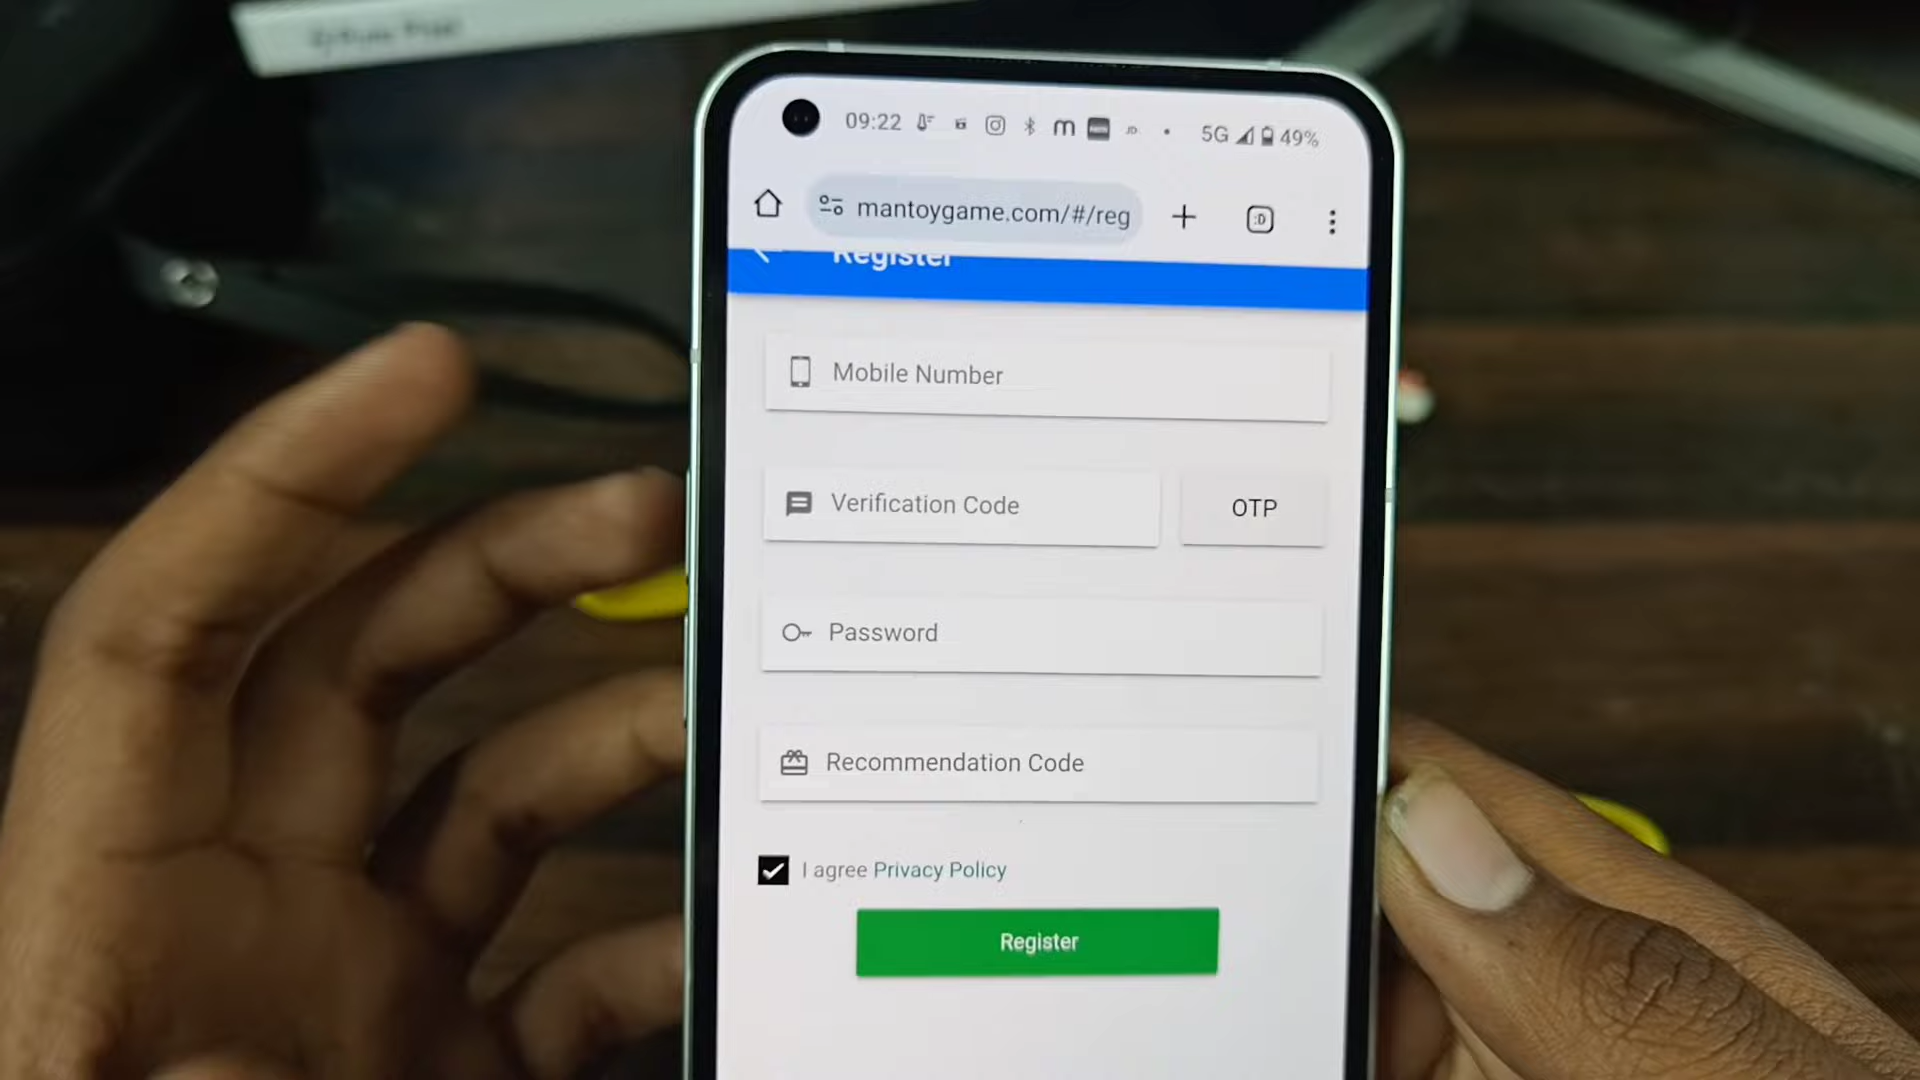 09:22
5G 49%
mantoygame.com/#/reg
Register
Mobile Number
Verification Code
OTP
Password
Recommendation Code
I agree Privacy Policy
Register